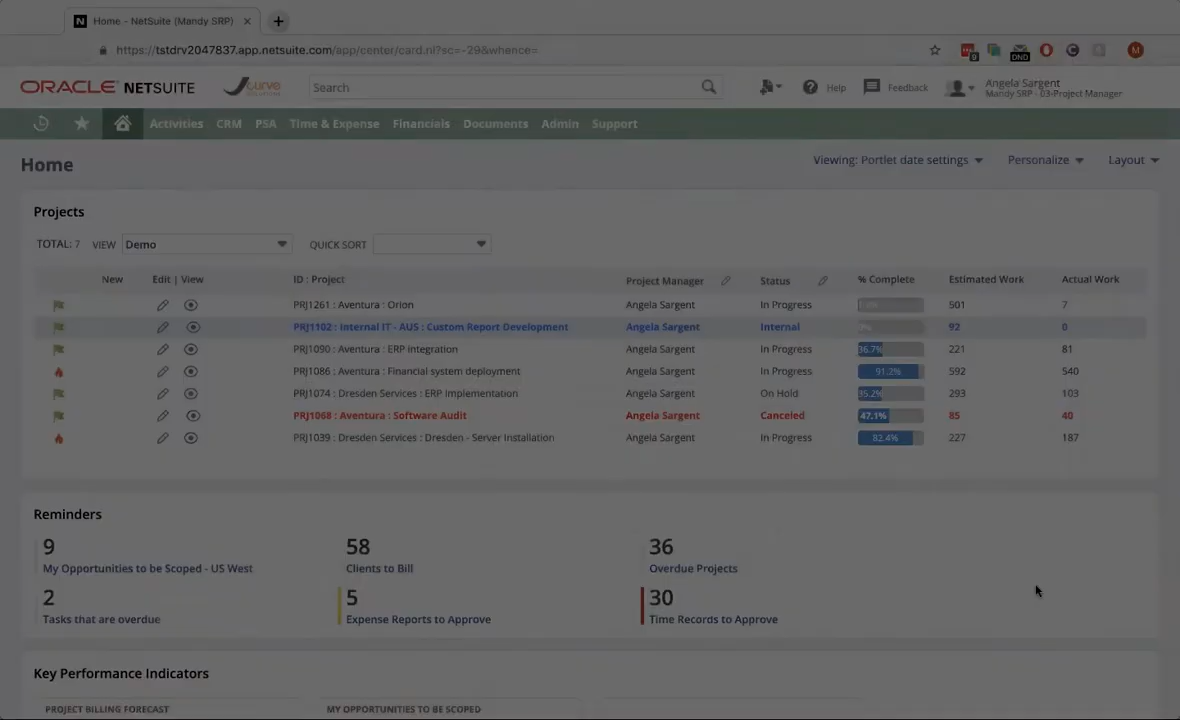 Home - NetSuite (Mandy SRP)
https://tstdrv2047837.app.netsuite.com/app/center/card.nl?sc=-29&whence=
9
DND
M
ORACLE NETSUITE
Curve
Search
Help
Feedback
Angela Sargent
Mandy SRP - 03-Project Manager
Activities CRM PSA Time & Expense Financials Documents Admin Support
Home
Viewing: Portlet date settings
Personalize
Layout
Projects
TOTAL: 7 VIEW Demo QUICK SORT
New Edit | View ID : Project Project Manager Status % Complete Estimated Work Actual Work
PRJ1261 : Aventura : Orion Angela Sargent In Progress 501 7
PRJ1102 : Internal IT - AUS : Custom Report Development Angela Sargent Internal 92 0
PRJ1090 : Aventura : ERP integration Angela Sargent In Progress 36.7% 221 81
PRJ1086 : Aventura : Financial system deployment Angela Sargent In Progress 91.2% 592 540
PRJ1074 : Dresden Services : ERP Implementation Angela Sargent On Hold 35.2% 293 103
PRJ1068 : Aventura : Software Audit Angela Sargent Canceled 47.1% 85 40
PRJ1039 : Dresden Services : Dresden - Server Installation Angela Sargent In Progress 82.4% 227 187
Reminders
9 58 36
My Opportunities to be Scoped - US West Clients to Bill Overdue Projects
2 5 30
Tasks that are overdue Expense Reports to Approve Time Records to Approve
Key Performance Indicators
PROJECT BILLING FORECAST MY OPPORTUNITIES TO BE SCOPED